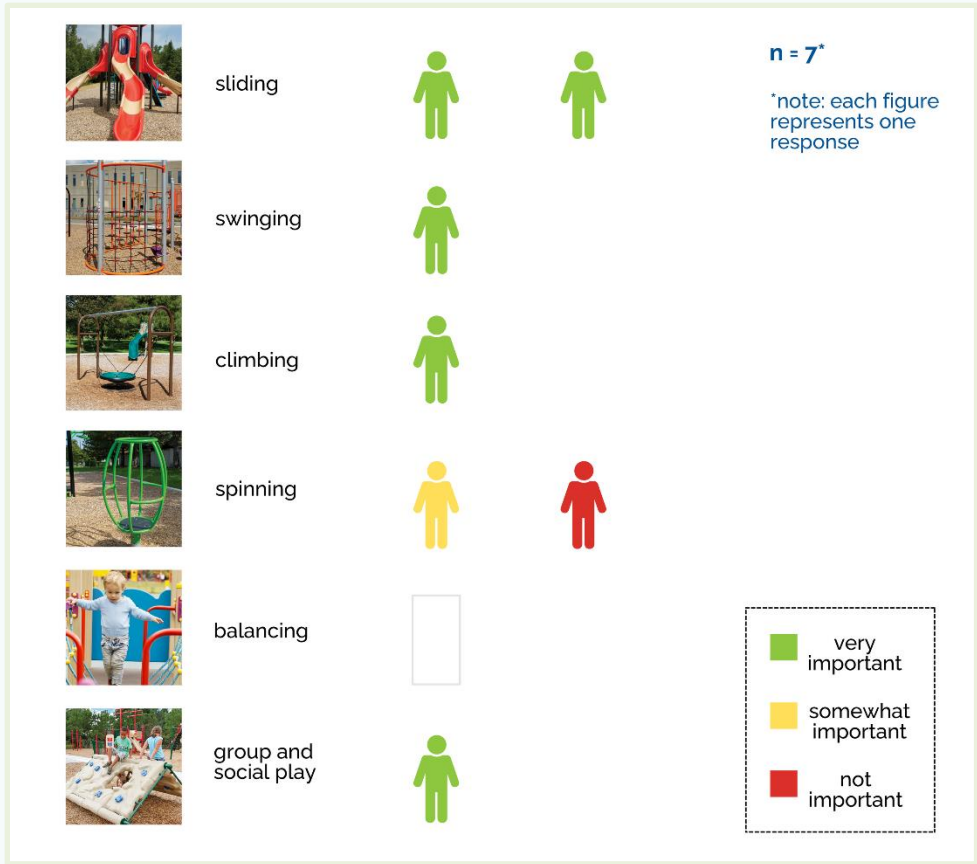 sliding
n = 7*
*note: each figure
represents one
response
swinging
climbing
spinning
balancing
group and
social play
very
important
somewhat
important
not
important